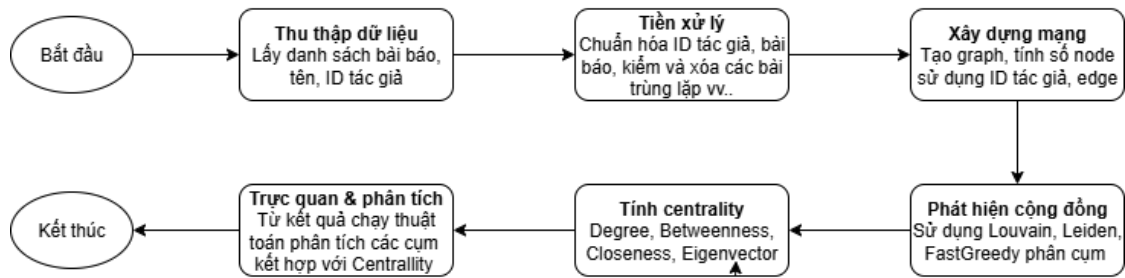 Bắt đầu
Thu thập dữ liệu
Lấy danh sách bài báo,
tên, ID tác giả
Tiền xử lý
Chuẩn hóa ID tác giả, bài
báo, kiểm và xóa các bài
trùng lặp vv..
Xây dựng mạng
Tạo graph, tính số node
sử dụng ID tác giả, edge
Phát hiện cộng đồng
Sử dụng Louvain, Leiden,
FastGreedy phân cụm
Tính centrality
Degree, Betweenness,
Closeness, Eigenvector
Trực quan & phân tích
Từ kết quả chạy thuật
toán phân tích các cụm
kết hợp với Centrallity
Kết thúc